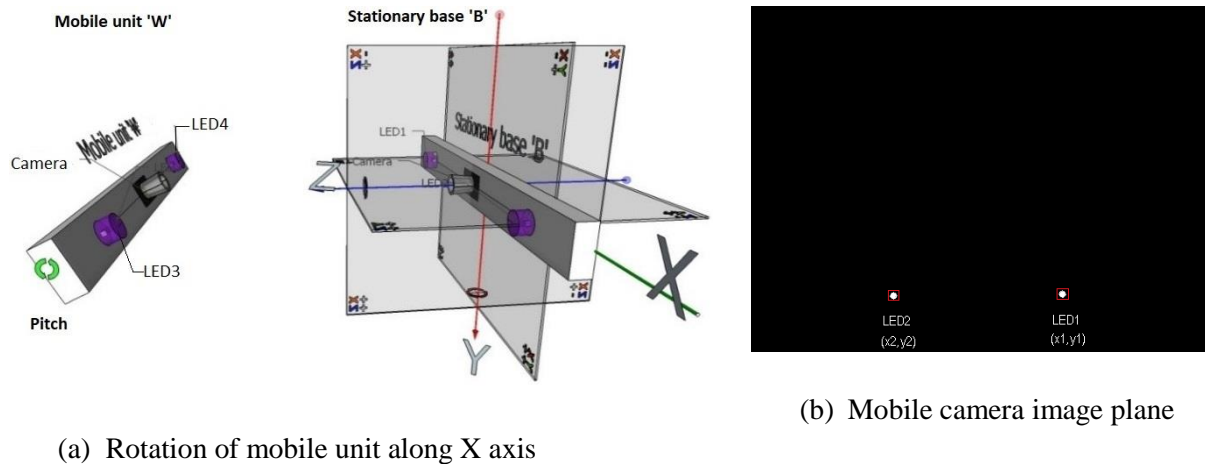 Mobile unit 'W'
Stationary base 'B'
LED4
Mobile unit 'W'
Camera
LED3
Pitch
LED1
Stationary base 'B'
Camera
Z
X
Y
LED2
(x2,y2)
LED1
(x1,y1)
(b) Mobile camera image plane
(a) Rotation of mobile unit along X axis